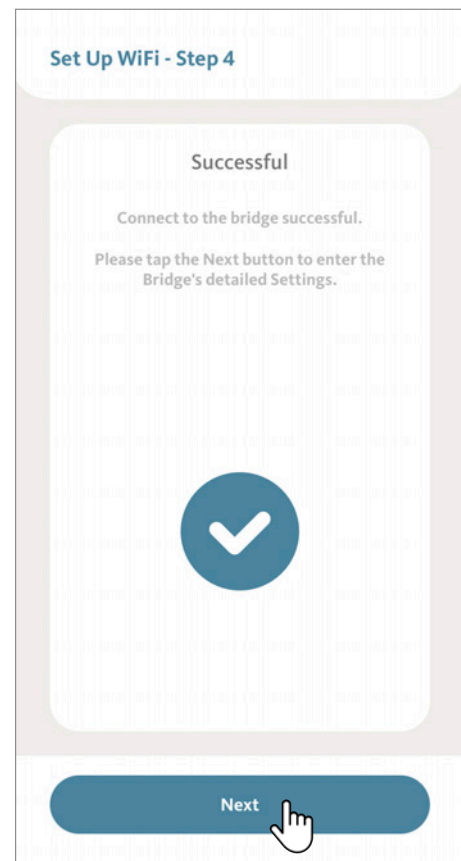 Set Up WiFi - Step 4
Successful
Connect to the bridge successful.
Please tap the Next button to enter the
Bridge's detailed Settings.
Next